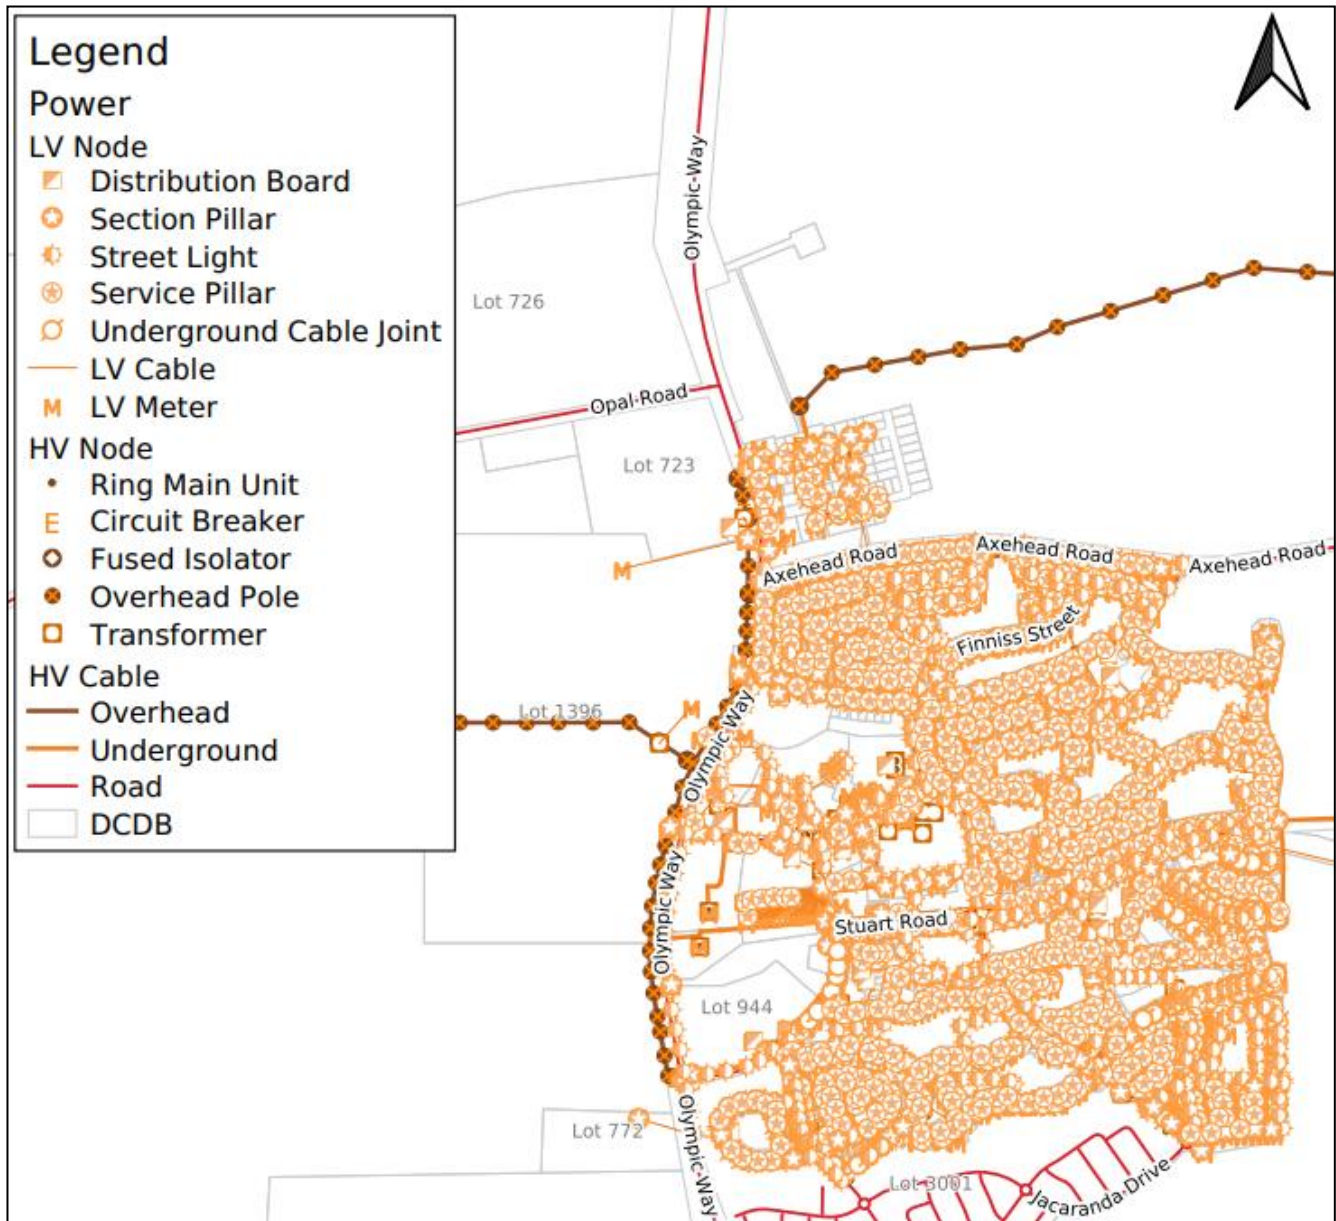 Legend
Power
LV Node
Distribution Board
Section Pillar
Street Light
Service Pillar
Underground Cable Joint
LV Cable
M LV Meter
HV Node
Ring Main Unit
E Circuit Breaker
Fused Isolator
Overhead Pole
Transformer
HV Cable
Overhead
Underground
Road
DCDB
Olympic Way
Lot 726
Opal Road
Lot 723
M
M
Axehead Road
Axehead Road
Axehead Road
Finniss Street
M
Lot 1396
M
Olympic Way
Olympic Way
Stuart Road
Lot 944
Lot 772
Olympic Way
Lot 3001
Jacaranda Drive